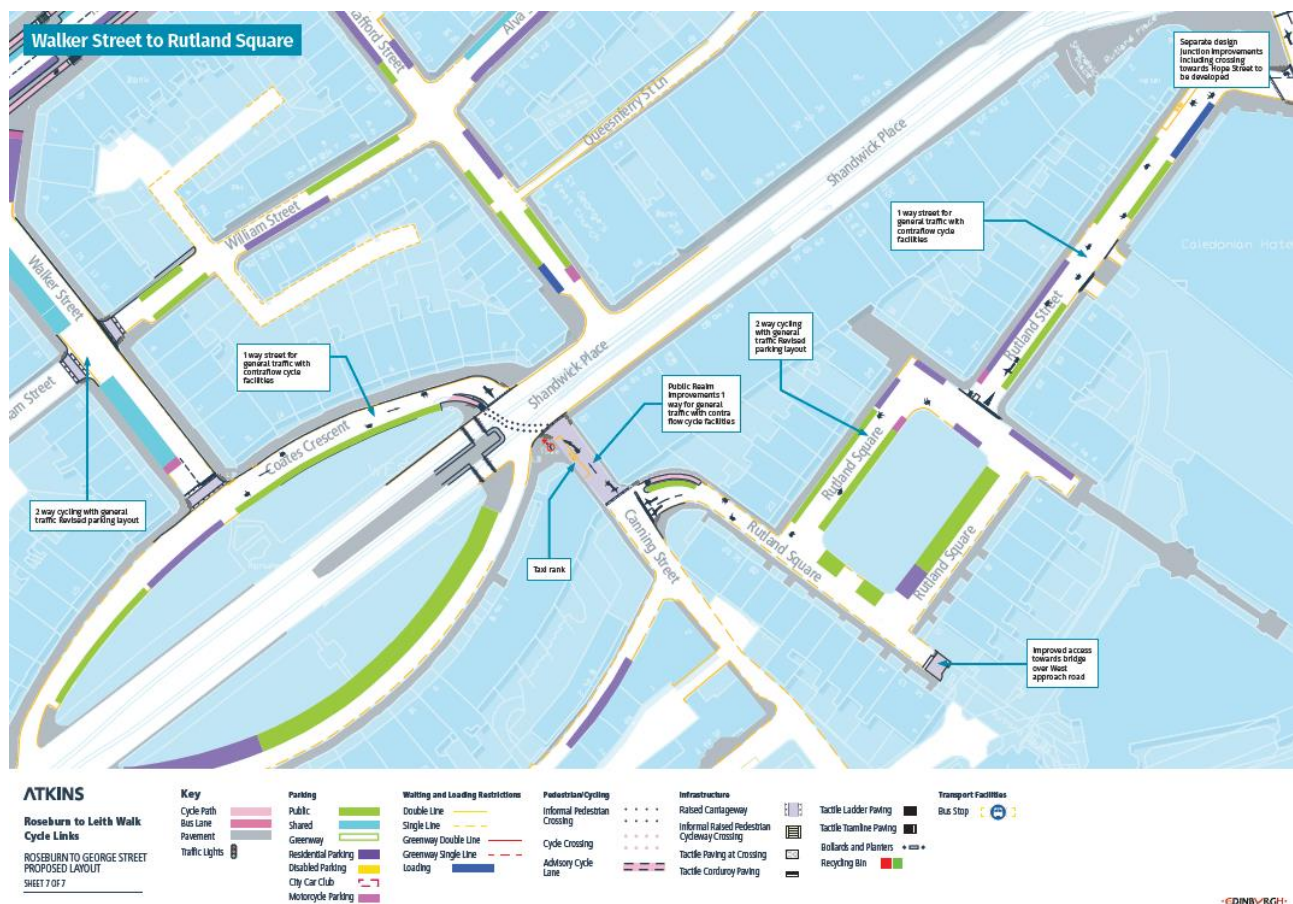 Walker Street to Rutland Square
afford Street
Alva
Queensferry St Ln
Shandwick Place
Separate design
Junction improvements
including crossing
towards Hope Street to
be developed
William Street
Walker Street
am Street
1 way street for
general traffic with
contraflow cycle
facilities
Caledonian Hote
1 way street for
general traffic with
contraflow cycle
facilities
Coates Crescent
Shandwick Place
2 way cycling
with general
traffic Revised
parking layout
Rutland Street
Public Realm
Improvements 1
way for general
traffic with contra
flow cycle facilities
Rutland Square
2 way cycling with general
traffic Revised parking layout
Taxi rank
Canning Street
Rutland Square
Rutland Square
Improved access
towards bridge
over West
approach road
ATKINS
Roseburn to Leith Walk
Cycle Links
ROSEBURN TO GEORGE STREET
PROPOSED LAYOUT
SHEET 7 OF 7
Key
Cycle Path
Bus Lane
Pavement
Traffic Lights
Parking
Public
Shared
Greenway
Residential Parking
Disabled Parking
City Car Club
Motorcycle Parking
Waiting and Loading Restrictions
Double Line
Single Line
Greenway Double Line
Greenway Single Line
Loading
Pedestrian/Cycling
Informal Pedestrian
Crossing
Cycle Crossing
Advisory Cycle
Lane
Infrastructure
Raised Carriageway
Informal Raised Pedestrian
Cycleway Crossing
Tactile Paving at Crossing
Tactile Corduroy Paving
Tactile Ladder Paving
Tactile Tramline Paving
Bollards and Planters
Recycling Bin
Transport Facilities
Bus Stop
·EDINBVRGH·